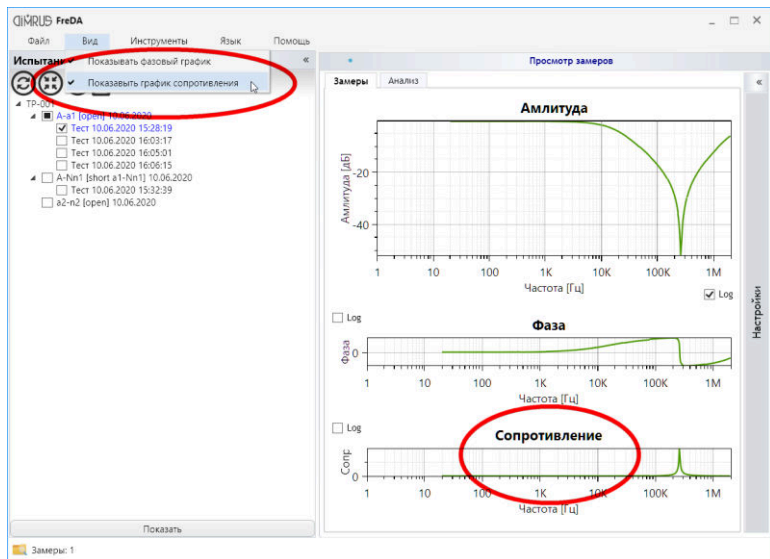 DIMRUS FreDA
Файл Вид Инструменты Язык Помощь
Показывать фазовый график
Показавыть график сопротивления
TP-001
A-a1 [open] 10.06.2020
Тест 10.06.2020 15:28:19
Тест 10.06.2020 16:03:17
Тест 10.06.2020 16:05:01
Тест 10.06.2020 16:06:15
A-Nn1 [short a1-Nn1] 10.06.2020
Тест 10.06.2020 15:32:39
a2-n2 [open] 10.06.2020
Показать
Замеры: 1
Просмотр замеров
Замеры Анализ
Амлитуда
Амлитуда [дБ]
-20
-40
1 10 100 1K 10K 100K 1M
Частота [Гц]
Log
Log
Фаза
Фаза
0
1 10 100 1K 10K 100K 1M
Частота [Гц]
Log
Сопротивление
Сопр
0
1 10 100 1K 10K 100K 1M
Частота [Гц]
Настройки